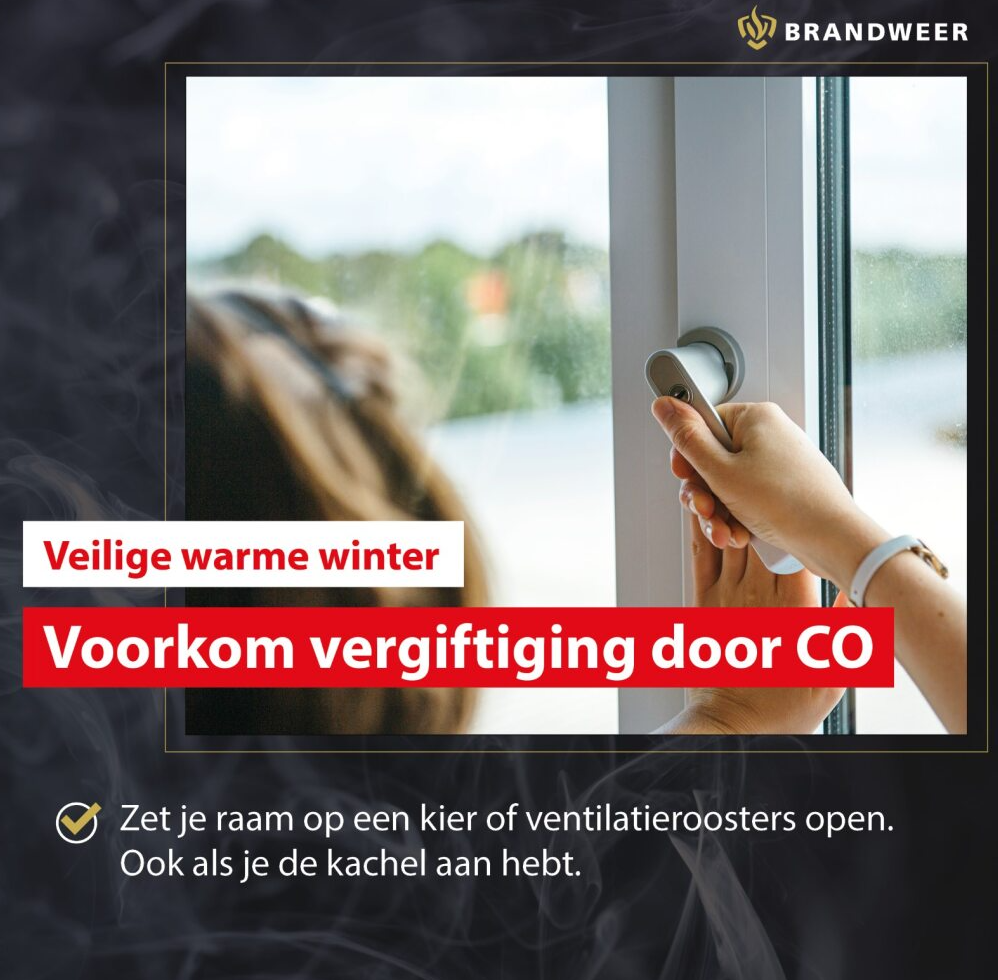 BRANDWEER
Veilige warme winter
Voorkom vergiftiging door CO
Zet je raam op een kier of ventilatieroosters open.
Ook als je de kachel aan hebt.